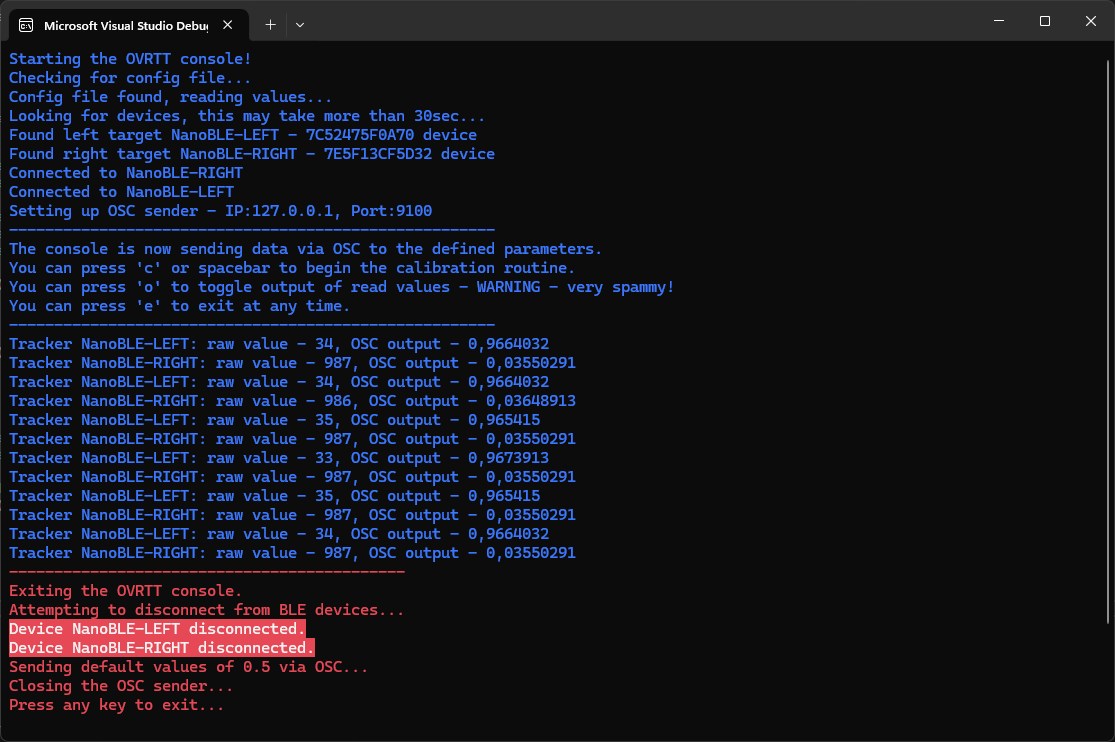 Microsoft Visual Studio Debug
Starting the OVRTT console!
Checking for config file...
Config file found, reading values...
Looking for devices, this may take more than 30sec...
Found left target NanoBLE-LEFT - 7C52475F0A70 device
Found right target NanoBLE-RIGHT - 7E5F13CF5D32 device
Connected to NanoBLE-RIGHT
Connected to NanoBLE-LEFT
Setting up OSC sender - IP:127.0.0.1, Port:9100
------------------------------------------------------
The console is now sending data via OSC to the defined parameters.
You can press 'c' or spacebar to begin the calibration routine.
You can press 'o' to toggle output of read values - WARNING - very spammy!
You can press 'e' to exit at any time.
------------------------------------------------------
Tracker NanoBLE-LEFT: raw value - 34, OSC output - 0,9664032
Tracker NanoBLE-RIGHT: raw value - 987, OSC output - 0,03550291
Tracker NanoBLE-LEFT: raw value - 34, OSC output - 0,9664032
Tracker NanoBLE-RIGHT: raw value - 986, OSC output - 0,03648913
Tracker NanoBLE-LEFT: raw value - 35, OSC output - 0,965415
Tracker NanoBLE-RIGHT: raw value - 987, OSC output - 0,03550291
Tracker NanoBLE-LEFT: raw value - 33, OSC output - 0,9673913
Tracker NanoBLE-RIGHT: raw value - 987, OSC output - 0,03550291
Tracker NanoBLE-LEFT: raw value - 35, OSC output - 0,965415
Tracker NanoBLE-RIGHT: raw value - 987, OSC output - 0,03550291
Tracker NanoBLE-LEFT: raw value - 34, OSC output - 0,9664032
Tracker NanoBLE-RIGHT: raw value - 987, OSC output - 0,03550291
--------------------------------------------
Exiting the OVRTT console.
Attempting to disconnect from BLE devices...
Device NanoBLE-LEFT disconnected.
Device NanoBLE-RIGHT disconnected.
Sending default values of 0.5 via OSC...
Closing the OSC sender...
Press any key to exit...